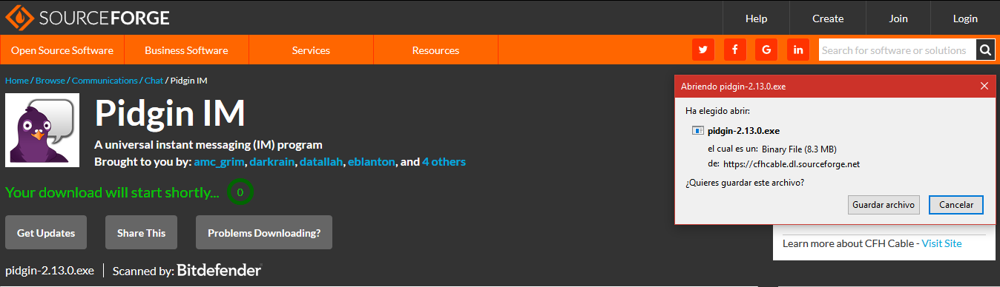 SOURCEFORGE
Help Create Join Login
Open Source Software Business Software Services Resources
Search for software or solutions
Home / Browse / Communications / Chat / Pidgin IM
Pidgin IM
A universal instant messaging (IM) program
Brought to you by: amc_grim, darkrain, datallah, eblanton, and 4 others
Your download will start shortly... 0
Get Updates Share This Problems Downloading?
pidgin-2.13.0.exe Scanned by: Bitdefender
Abriendo pidgin-2.13.0.exe
Ha elegido abrir:
pidgin-2.13.0.exe
el cual es un: Binary File (8.3 MB)
de: https://cfhcable.dl.sourceforge.net
¿Quieres guardar este archivo?
Guardar archivo Cancelar
Learn more about CFH Cable - Visit Site